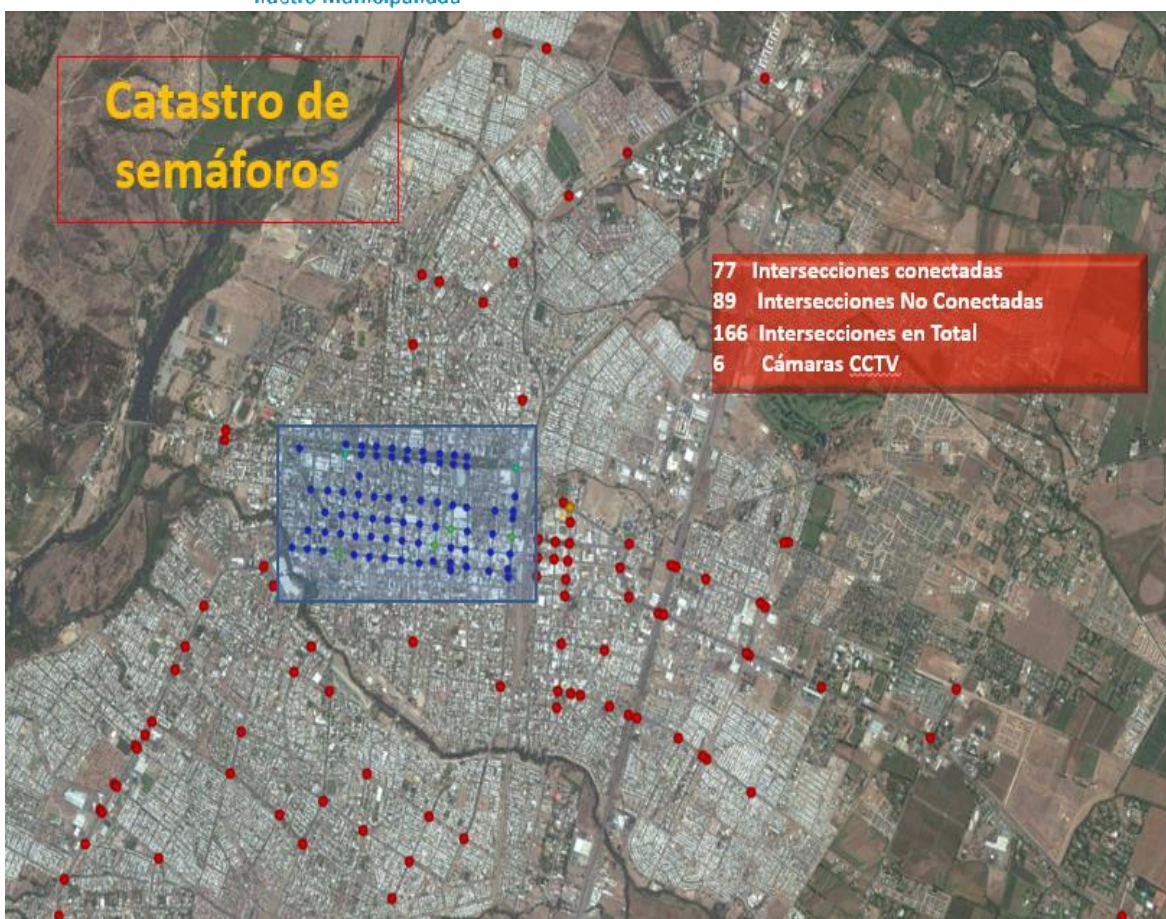 Catastro de
semáforos
77 Intersecciones conectadas
89 Intersecciones No Conectadas
166 Intersecciones en Total
6 Cámaras CCTV